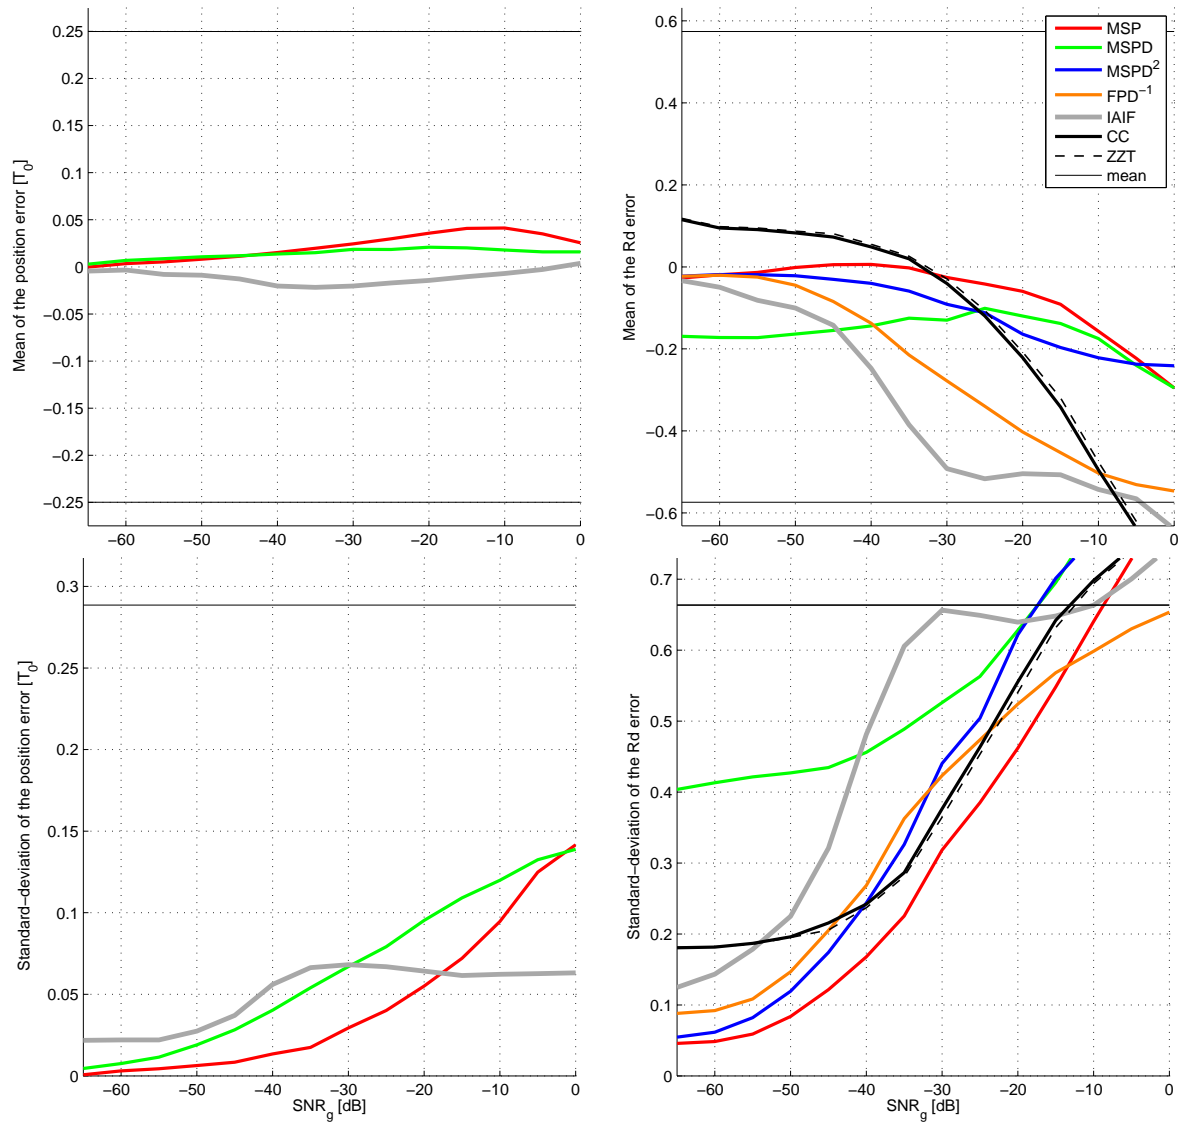 0.25
0.2
0.15
0.1
0.05
0
−0.05
−0.1
−0.15
−0.2
−0.25
Mean of the position error [T0]
−60 −50 −40 −30 −20 −10 0
0.6
0.4
0.2
0
−0.2
−0.4
−0.6
Mean of the Rd error
−60 −50 −40 −30 −20 −10 0
MSP
MSPD
MSPD2
FPD−1
IAIF
CC
ZZT
mean
0.3
0.25
0.2
0.15
0.1
0.05
0
Standard−deviation of the position error [T0]
−60 −50 −40 −30 −20 −10 0
SNRg [dB]
0.7
0.6
0.5
0.4
0.3
0.2
0.1
0
Standard−deviation of the Rd error
−60 −50 −40 −30 −20 −10 0
SNRg [dB]